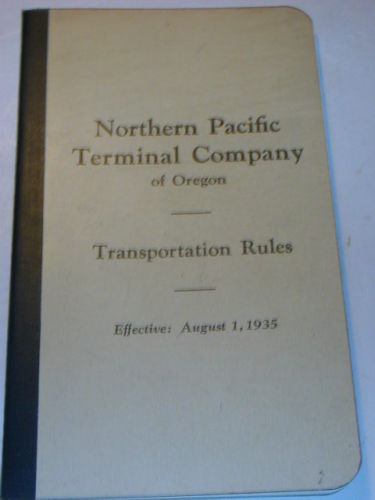 Northern Pacific
Terminal Company
of Oregon
Transportation Rules
Effective: August 1, 1935